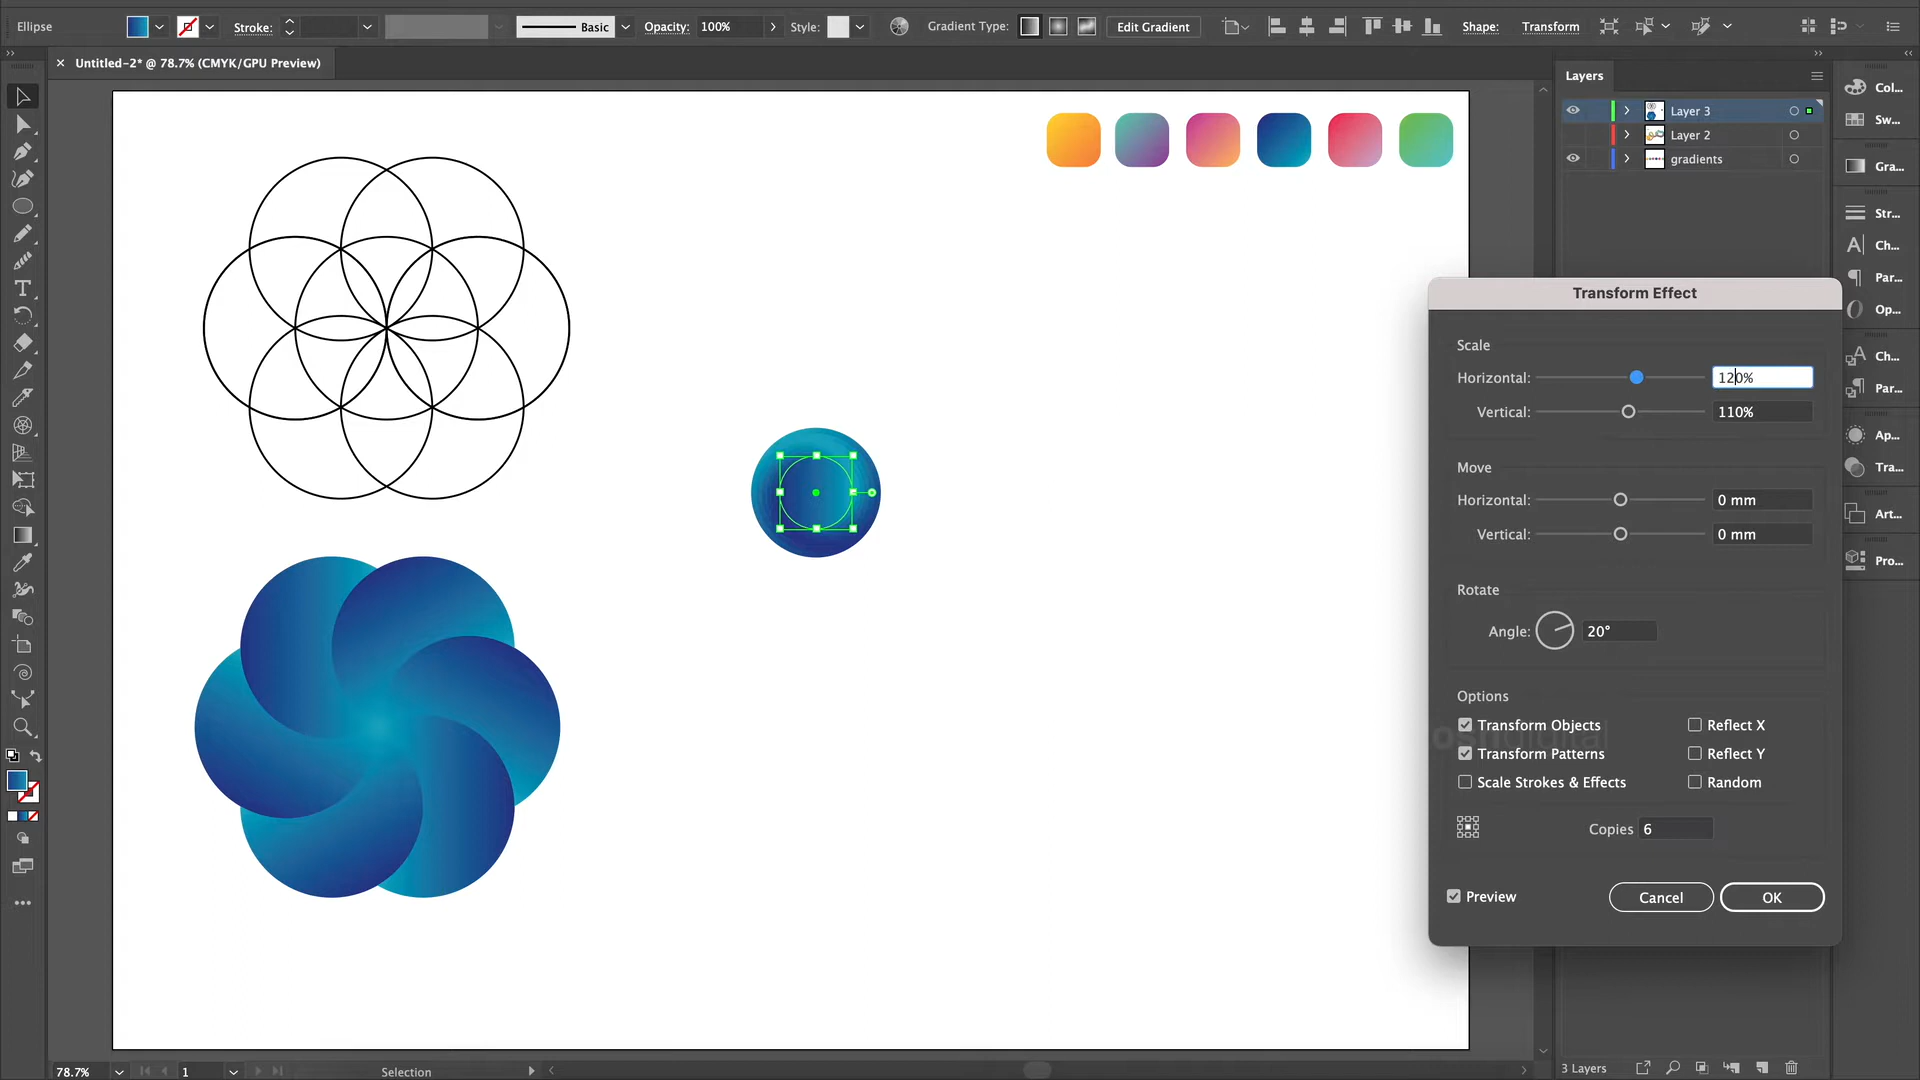 Ellipse
Stroke:
Basic
Opacity:
100%
Style:
Gradient Type:
Edit Gradient
Shape:
Transform
Untitled-2* @ 78.7% (CMYK/GPU Preview)
Layers
Layer 3
Layer 2
gradients
Col...
Sw...
Gra...
Str...
Ch...
Par...
Op...
Ch...
Par...
Ap...
Tra...
Art...
Pro...
Transform Effect
Scale
Horizontal:
120%
Vertical:
110%
Move
Horizontal:
0 mm
Vertical:
0 mm
Rotate
Angle:
20°
Options
Transform Objects
Reflect X
Transform Patterns
Reflect Y
Scale Strokes & Effects
Random
Copies
6
Preview
Cancel
OK
78.7%
1
Selection
3 Layers